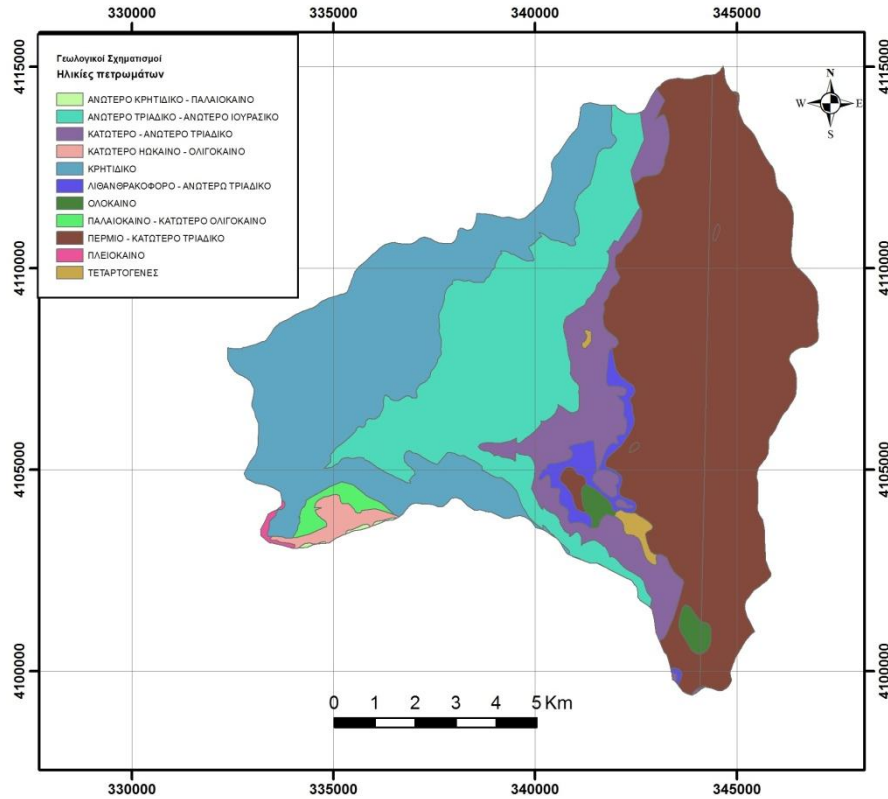 330000 335000 340000 345000
4115000 4115000
4110000 4110000
4105000 4105000
4100000 4100000
Γεωλογικοί Σχηματισμοί
Ηλικίες πετρωμάτων
ΑΝΩΤΕΡΟ ΚΡΗΤΙΔΙΚΟ - ΠΑΛΑΙΟΚΑΙΝΟ
ΑΝΩΤΕΡΟ ΤΡΙΑΔΙΚΟ - ΑΝΩΤΕΡΟ ΙΟΥΡΑΣΙΚΟ
ΚΑΤΩΤΕΡΟ - ΑΝΩΤΕΡΟ ΤΡΙΑΔΙΚΟ
ΚΑΤΩΤΕΡΟ ΗΩΚΑΙΝΟ - ΟΛΙΓΟΚΑΙΝΟ
ΚΡΗΤΙΔΙΚΟ
ΛΙΘΑΝΘΡΑΚΟΦΟΡΟ - ΑΝΩΤΕΡΩ ΤΡΙΑΔΙΚΟ
ΟΛΟΚΑΙΝΟ
ΠΑΛΑΙΟΚΑΙΝΟ - ΚΑΤΩΤΕΡΟ ΟΛΙΓΟΚΑΙΝΟ
ΠΕΡΜΙΟ - ΚΑΤΩΤΕΡΟ ΤΡΙΑΔΙΚΟ
ΠΛΕΙΟΚΑΙΝΟ
ΤΕΤΑΡΤΟΓΕΝΕΣ
N
W E
S
0 1 2 3 4 5 Km
330000 335000 340000 345000